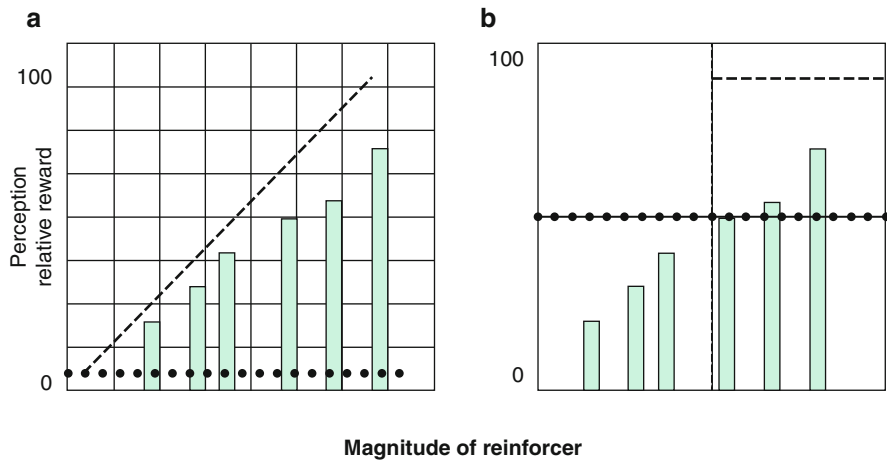 a
100
Perception
relative reward
0
b
100
0
Magnitude of reinforcer